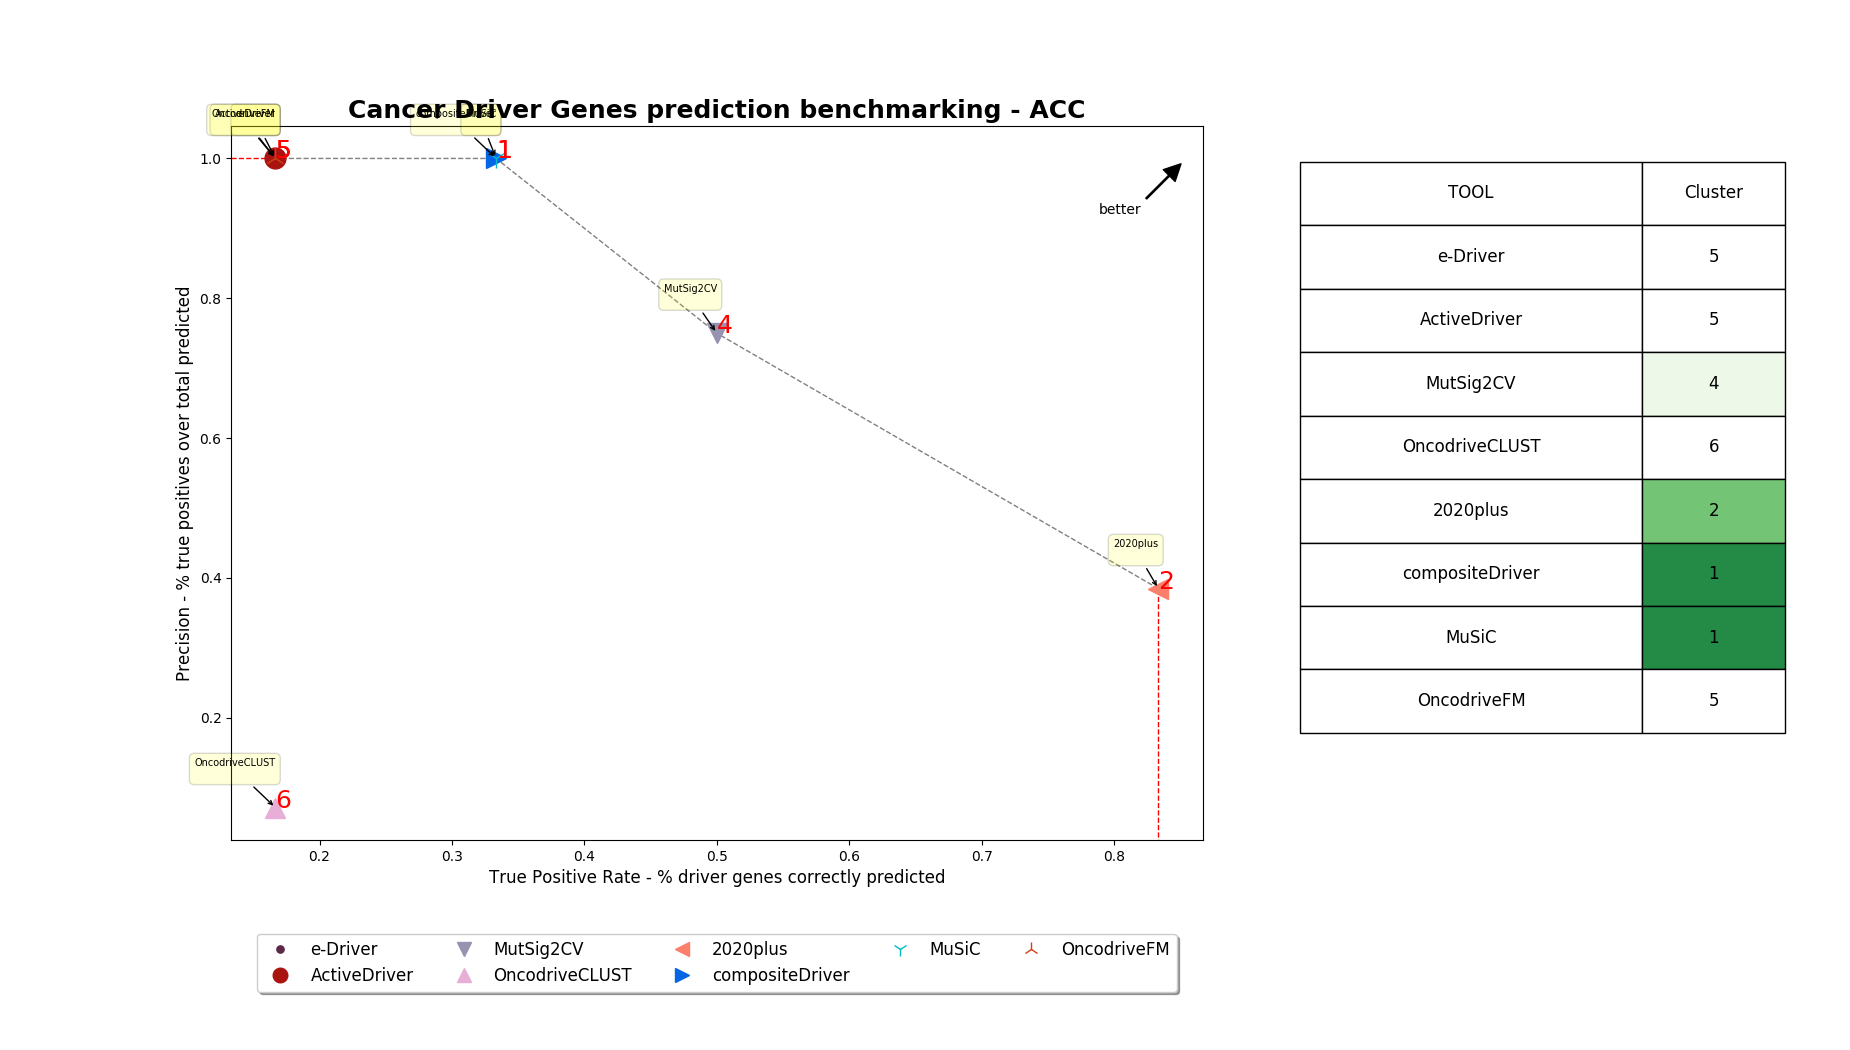 Cancer Driver Genes prediction benchmarking - ACC
OncodriveFM
compositeDriver
MuSiC
5
1
better
MutSig2CV
4
2020plus
2
OncodriveCLUST
6
Precision - % true positives over total predicted
1.0
0.8
0.6
0.4
0.2
0.2 0.3 0.4 0.5 0.6 0.7 0.8
True Positive Rate - % driver genes correctly predicted
e-Driver MutSig2CV 2020plus MuSiC OncodriveFM
ActiveDriver OncodriveCLUST compositeDriver
TOOL Cluster
e-Driver 5
ActiveDriver 5
MutSig2CV 4
OncodriveCLUST 6
2020plus 2
compositeDriver 1
MuSiC 1
OncodriveFM 5